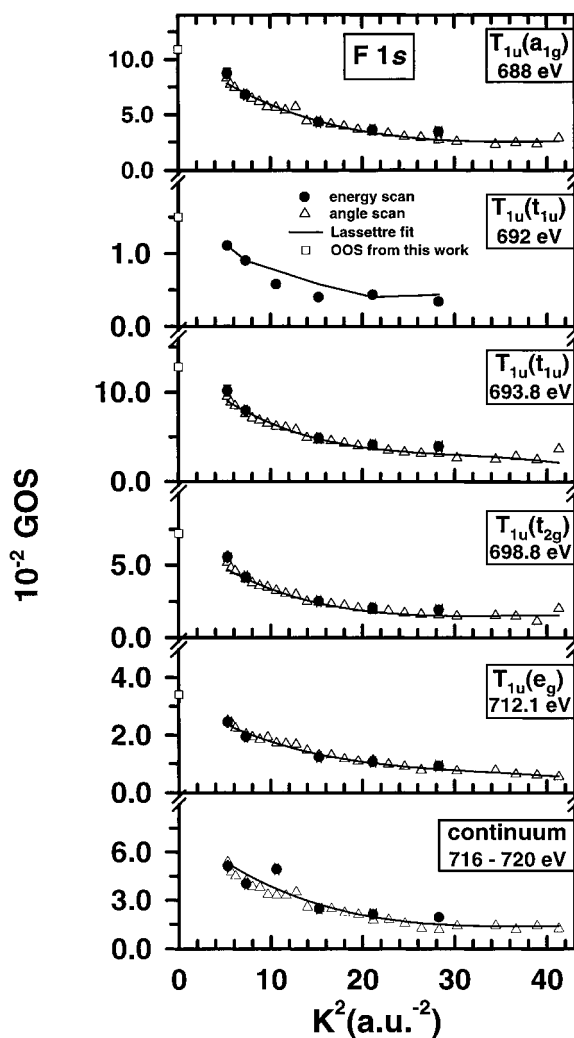 F 1s
T1u(a1g)
688 eV
10.0
5.0
0.0
energy scan
angle scan
Lassettre fit
OOS from this work
T1u(t1u)
692 eV
1.0
0.0
T1u(t1u)
693.8 eV
10.0
0.0
10⁻² GOS
T1u(t2g)
698.8 eV
5.0
0.0
T1u(eg)
712.1 eV
4.0
2.0
0.0
continuum
716 - 720 eV
6.0
3.0
0.0
0 10 20 30 40
K²(a.u.⁻²)